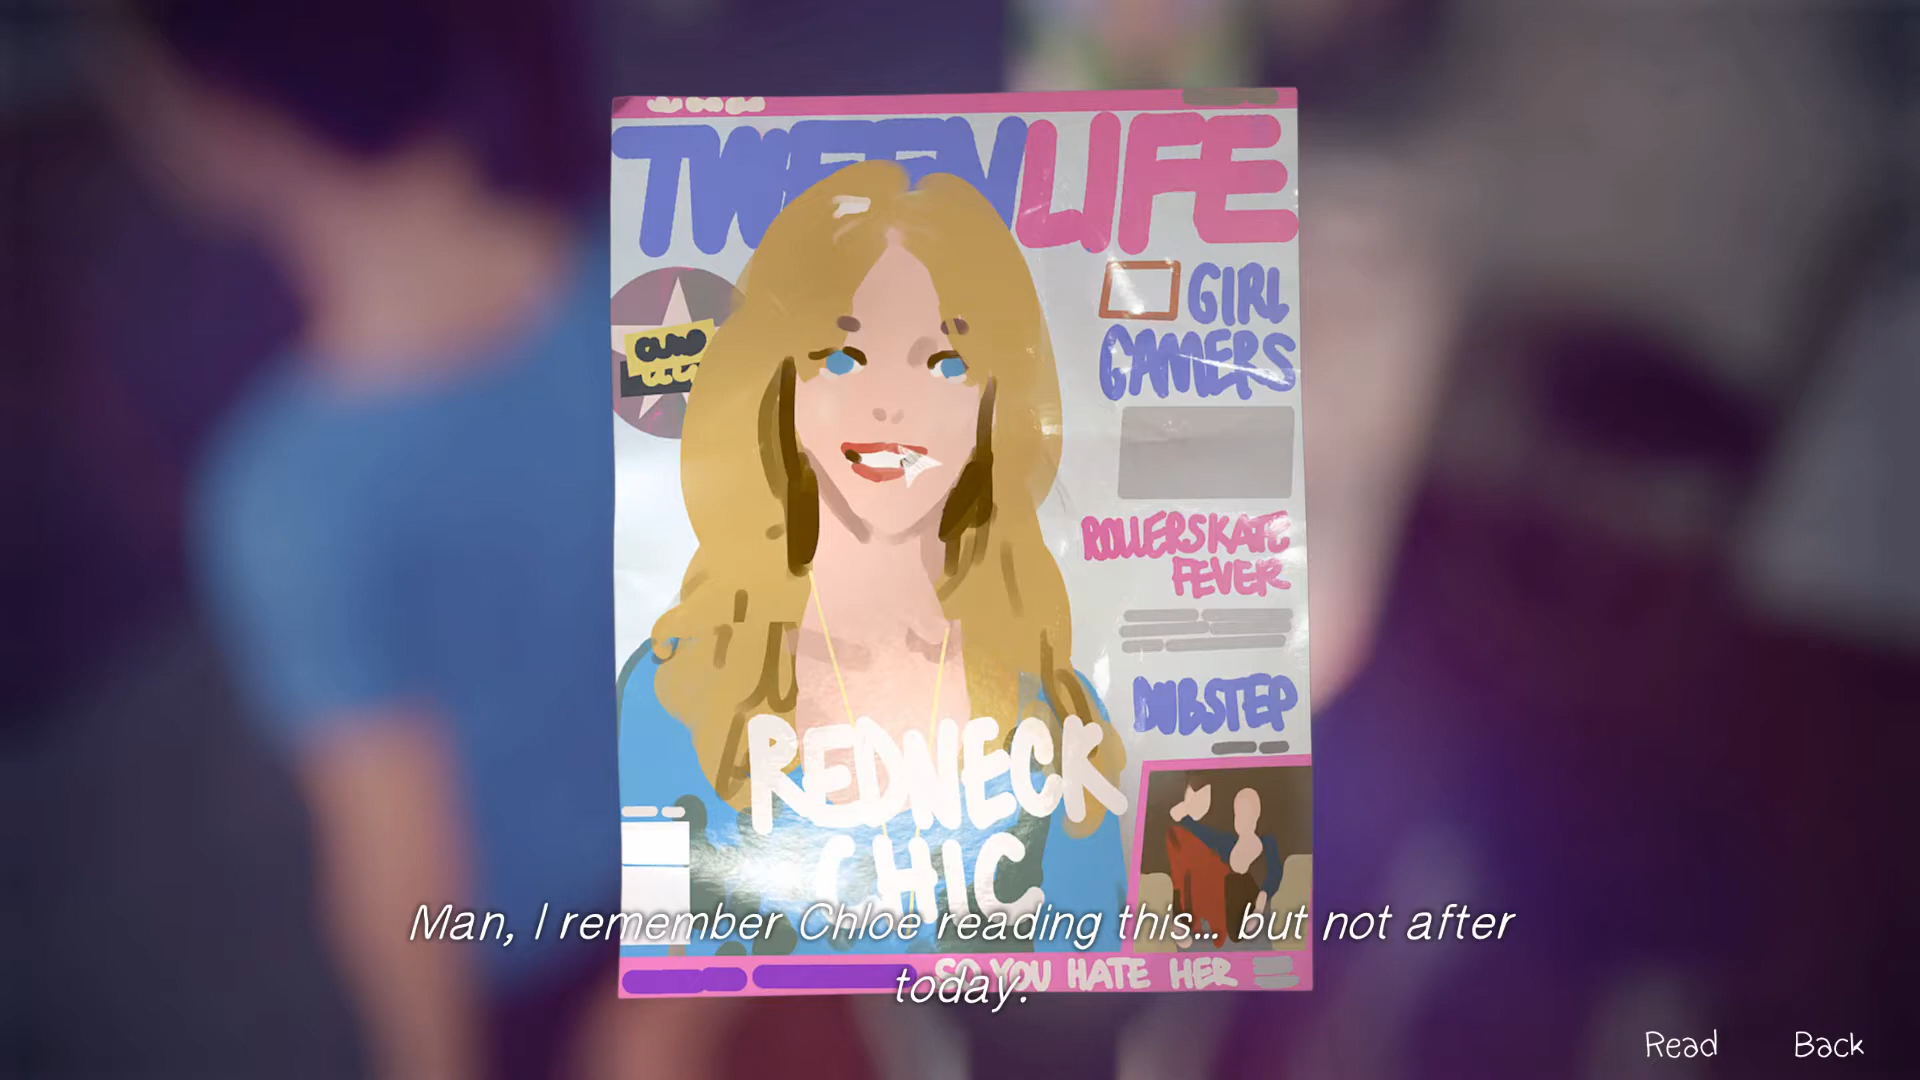 TWEENLIFE
GIRL
GAMERS
ROLLERSKATE
FEVER
DUBSTEP
REDNECK
CHIC
Man, I remember Chloe reading this... but not after
today.
SO YOU HATE HER
Read Back